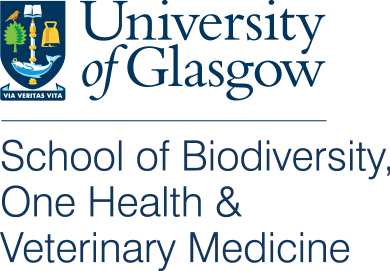 University
of Glasgow
VIA VERITAS VITA
School of Biodiversity,
One Health &
Veterinary Medicine